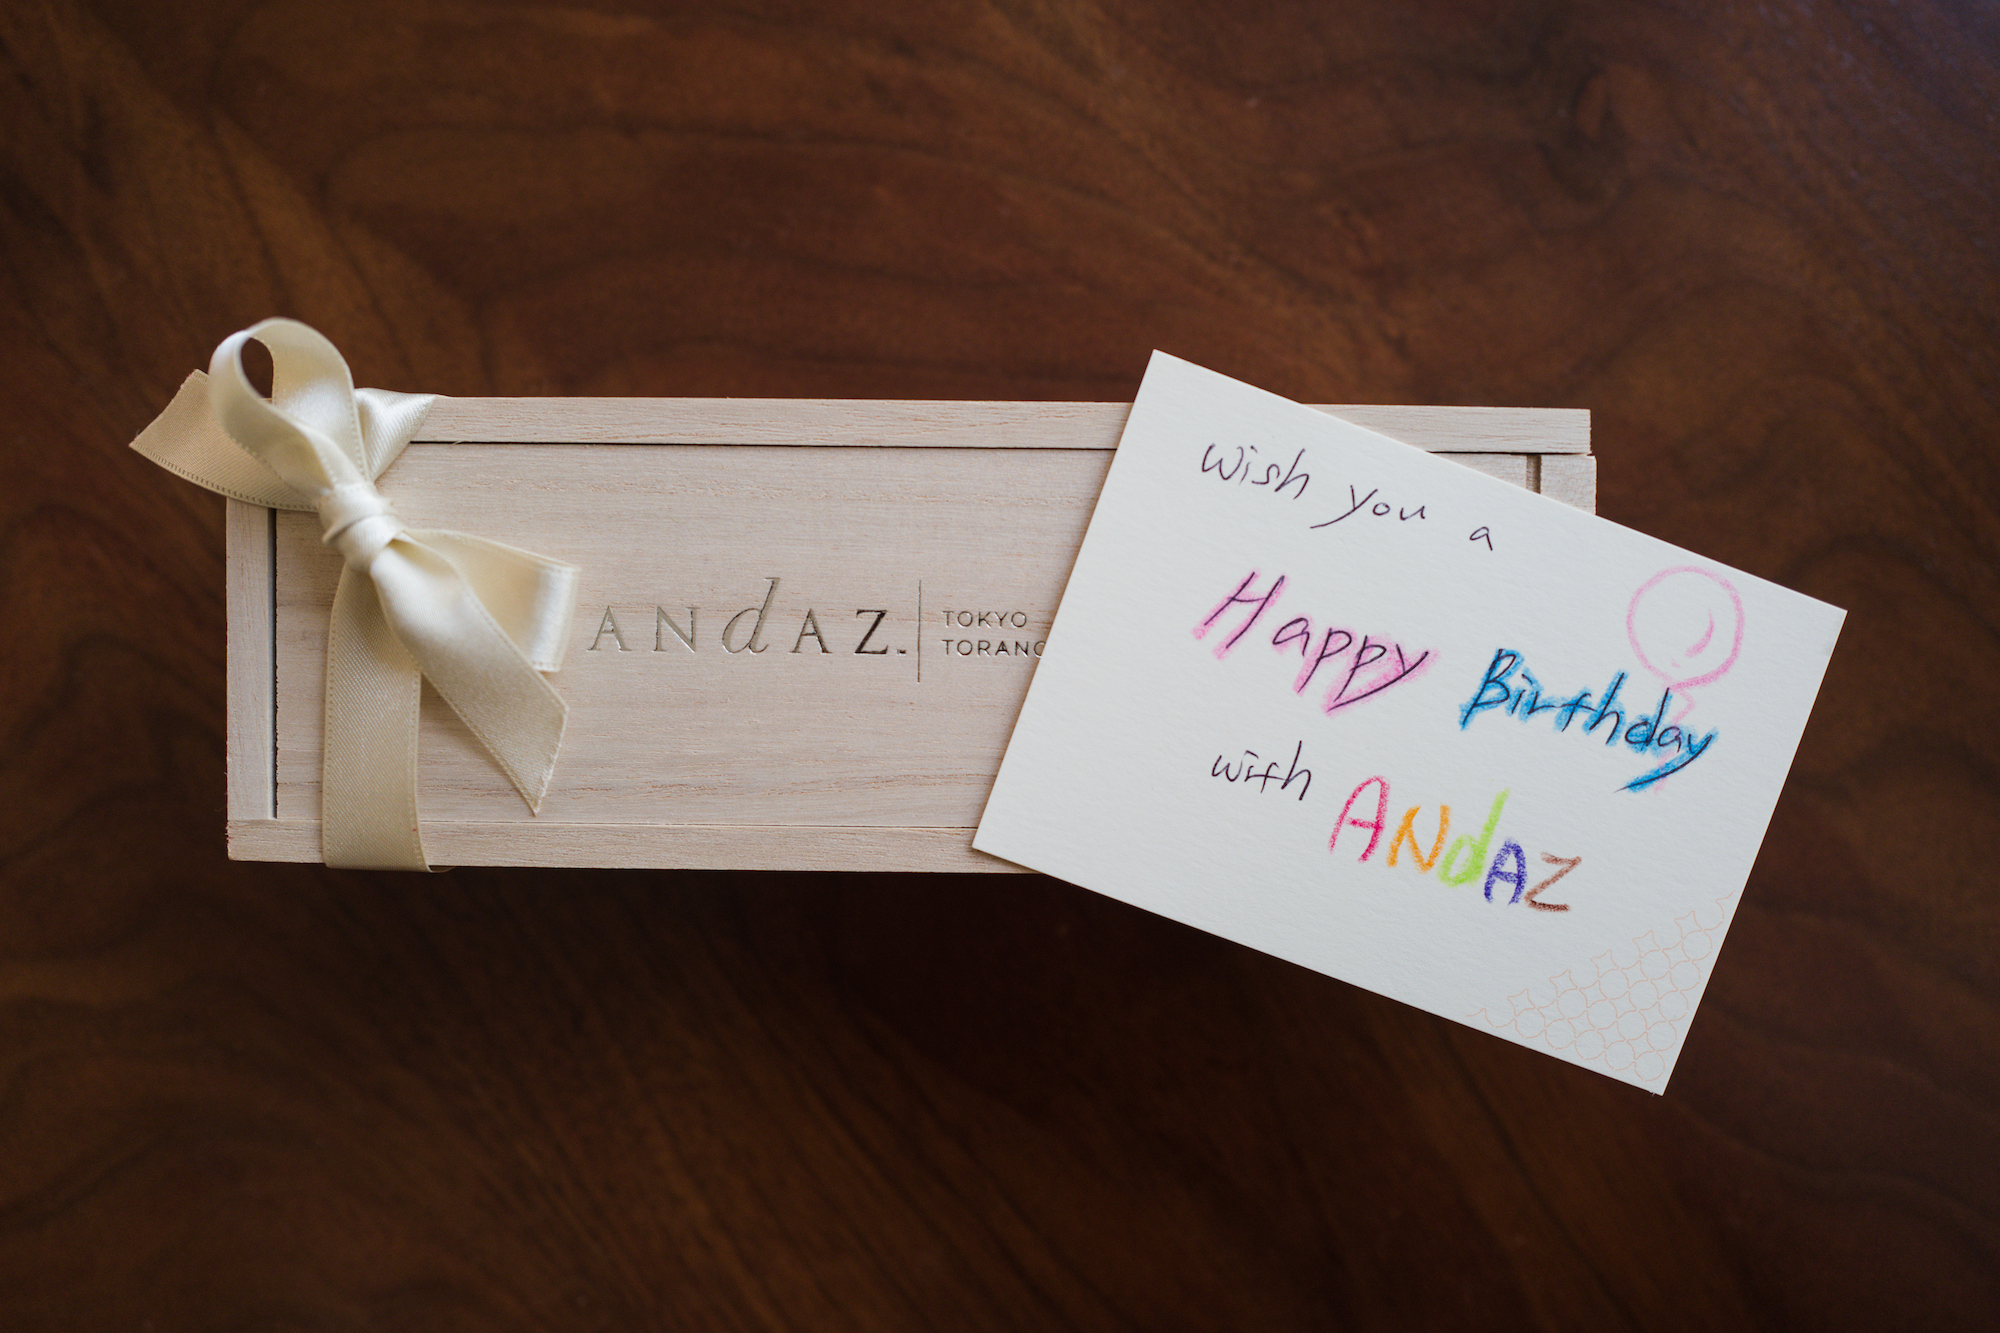 ANdAZ.
TOKYO
TORANO
wish you a
Happy Birthday
with ANdAZ